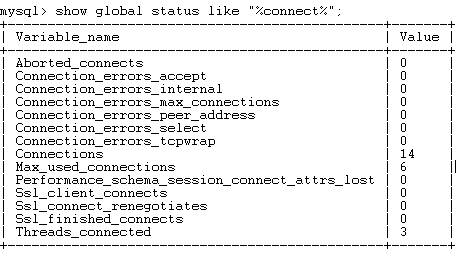 mysql> show global status like "%connect%";
+-----------------------------------------------+-------+
| Variable_name | Value |
+-----------------------------------------------+-------+
| Aborted_connects | 0 |
| Connection_errors_accept | 0 |
| Connection_errors_internal | 0 |
| Connection_errors_max_connections | 0 |
| Connection_errors_peer_address | 0 |
| Connection_errors_select | 0 |
| Connection_errors_tcpwrap | 0 |
| Connections | 14 |
| Max_used_connections | 6 |
| Performance_schema_session_connect_attrs_lost | 0 |
| Ssl_client_connects | 0 |
| Ssl_connect_renegotiates | 0 |
| Ssl_finished_connects | 0 |
| Threads_connected | 3 |
+-----------------------------------------------+-------+